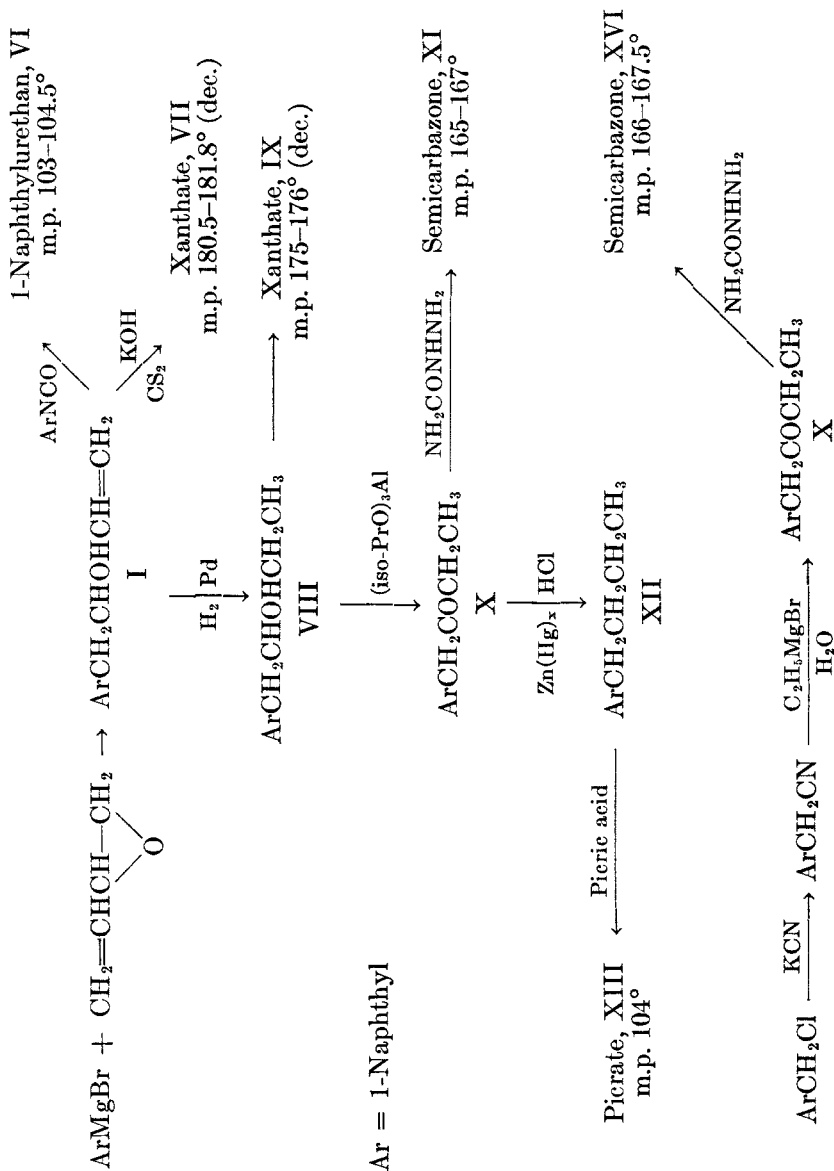 ArMgBr + CH₂=CHCH—CH₂ → ArCH₂CHOHCH=CH₂
O
I
ArNCO
1-Naphthylurethan, VI
m.p. 103–104.5°
KOH
CS₂
Xanthate, VII
m.p. 180.5–181.8° (dec.)
H₂ Pd
ArCH₂CHOHCH₂CH₃ → Xanthate, IX
VIII
m.p. 175–176° (dec.)
Ar = 1-Naphthyl
(iso-PrO)₃Al
ArCH₂COCH₂CH₃
X
NH₂CONHNH₂
Semicarbazone, XI
m.p. 165–167°
Zn(Hg)ₓ HCl
Picric acid
ArCH₂CH₂CH₂CH₃
XII
Picrate, XIII
m.p. 104°
Semicarbazone, XVI
m.p. 166–167.5°
NH₂CONHNH₂
ArCH₂Cl
KCN
ArCH₂CN
C₂H₅MgBr
H₂O
ArCH₂COCH₂CH₃
X